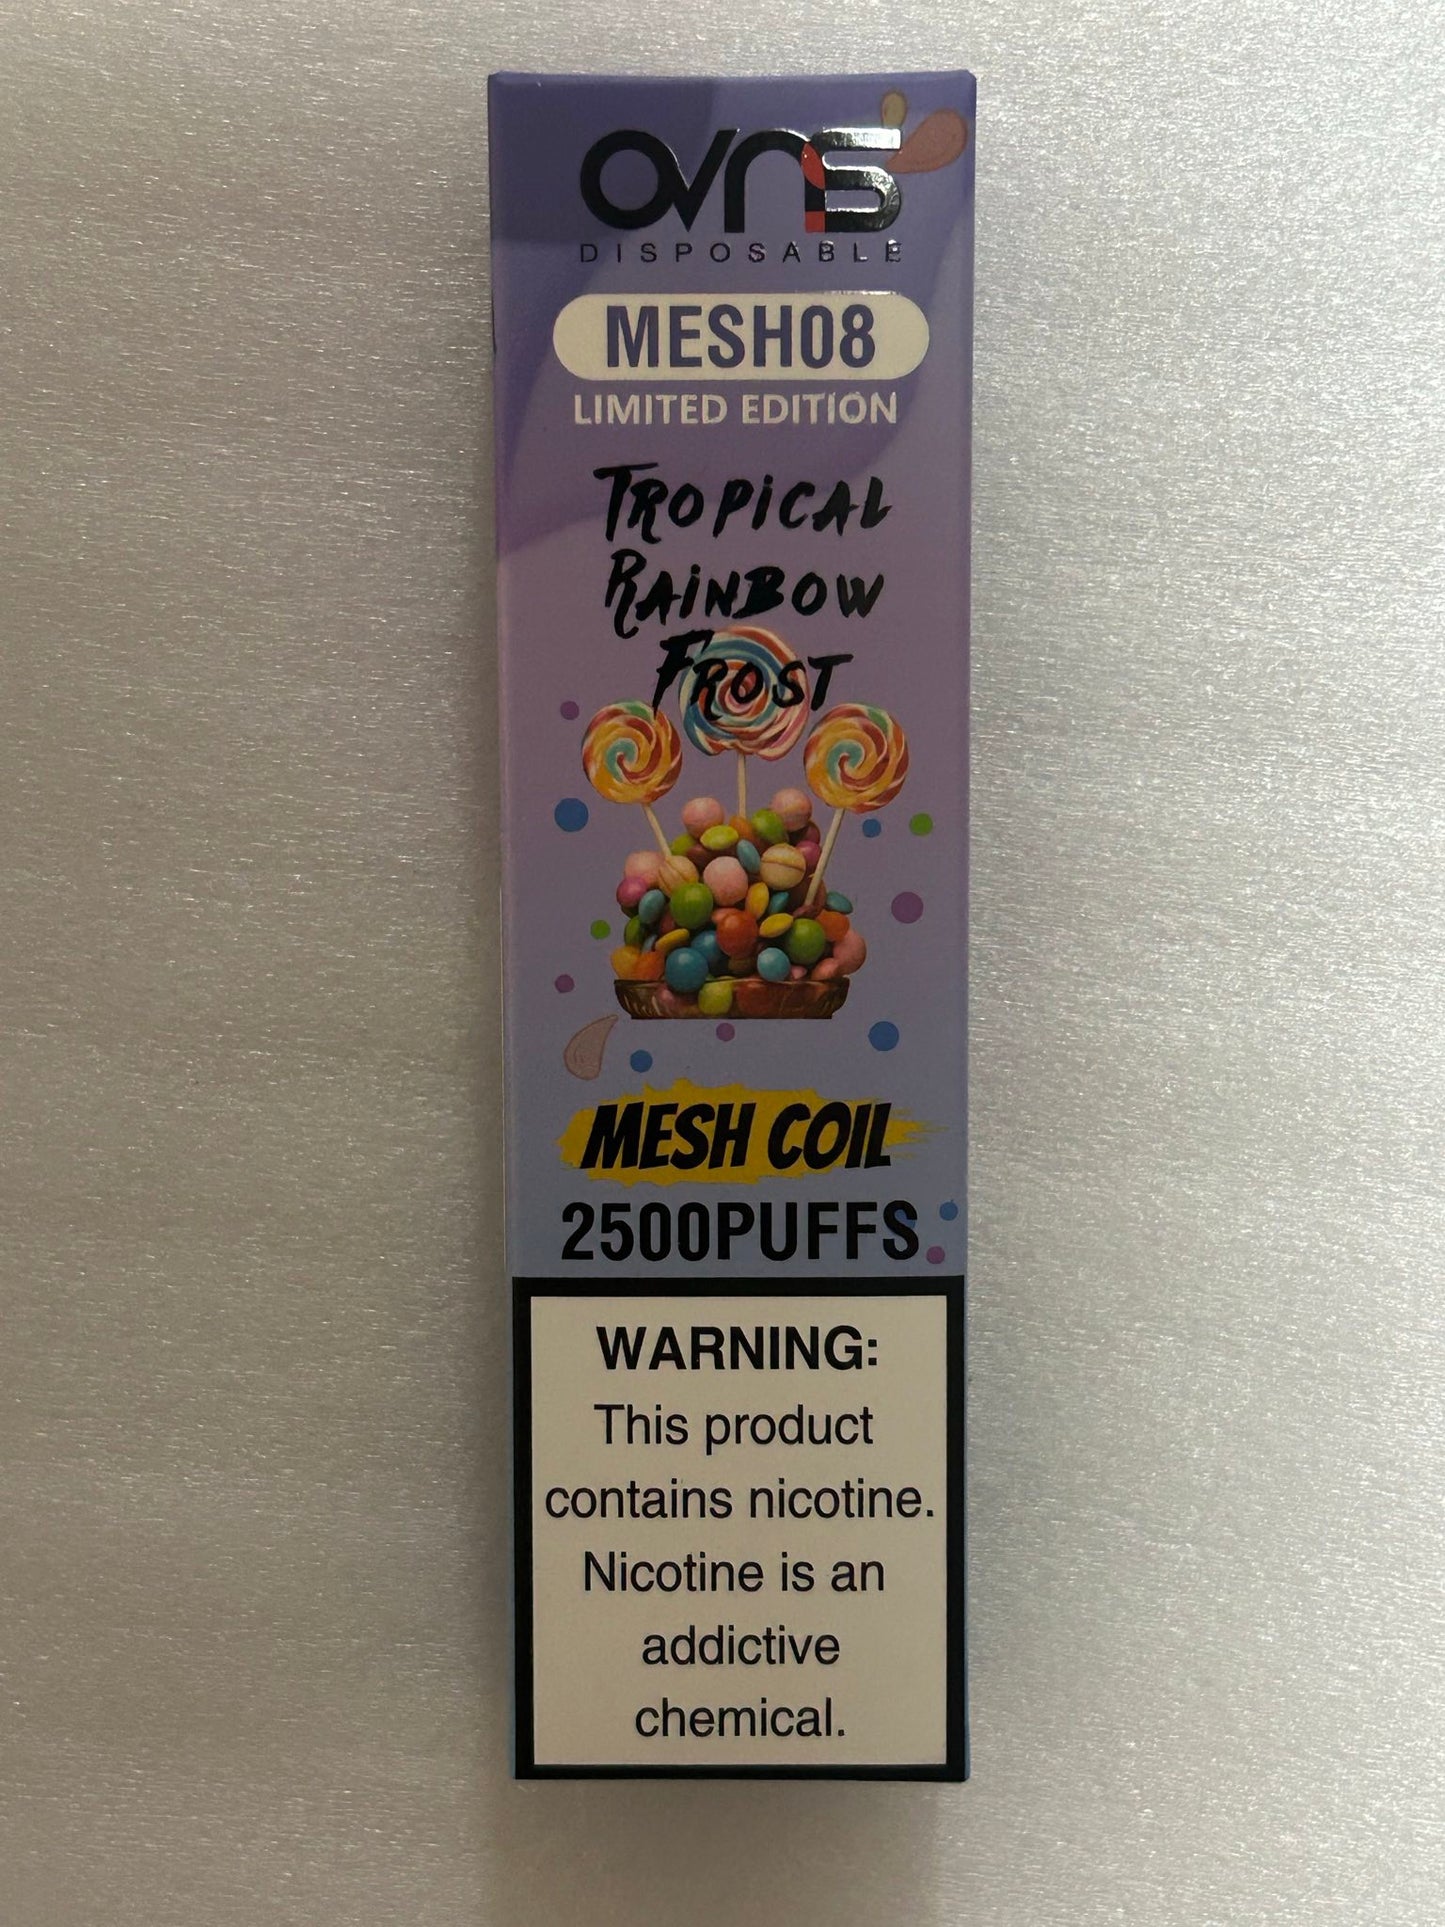 OVNS
DISPOSABLE
MESH08
LIMITED EDITION
TROPiCAL
RAiNBOW
FROST
MESH COIL
2500PUFFS
WARNING:
This product
contains nicotine.
Nicotine is an
addictive
chemical.